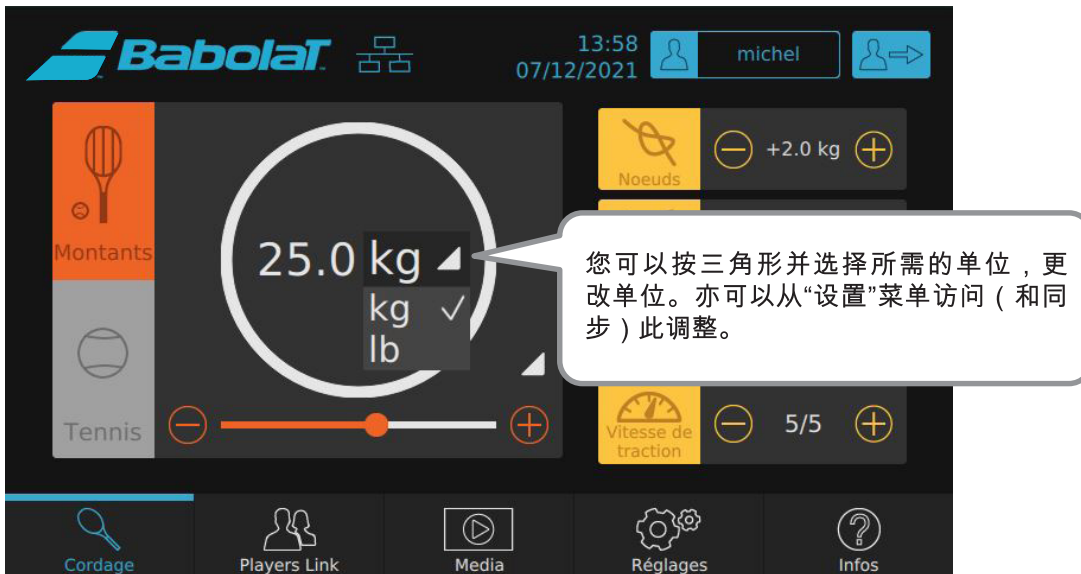 BabolaT
13:58
07/12/2021
michel
Montants
Tennis
25.0 kg
kg
lb
Noeuds
+2.0 kg
您可以按三角形并选择所需的单位，更
改单位。亦可以从“设置”菜单访问（和同
步）此调整。
Vitesse de
traction
5/5
Cordage
Players Link
Media
Réglages
Infos